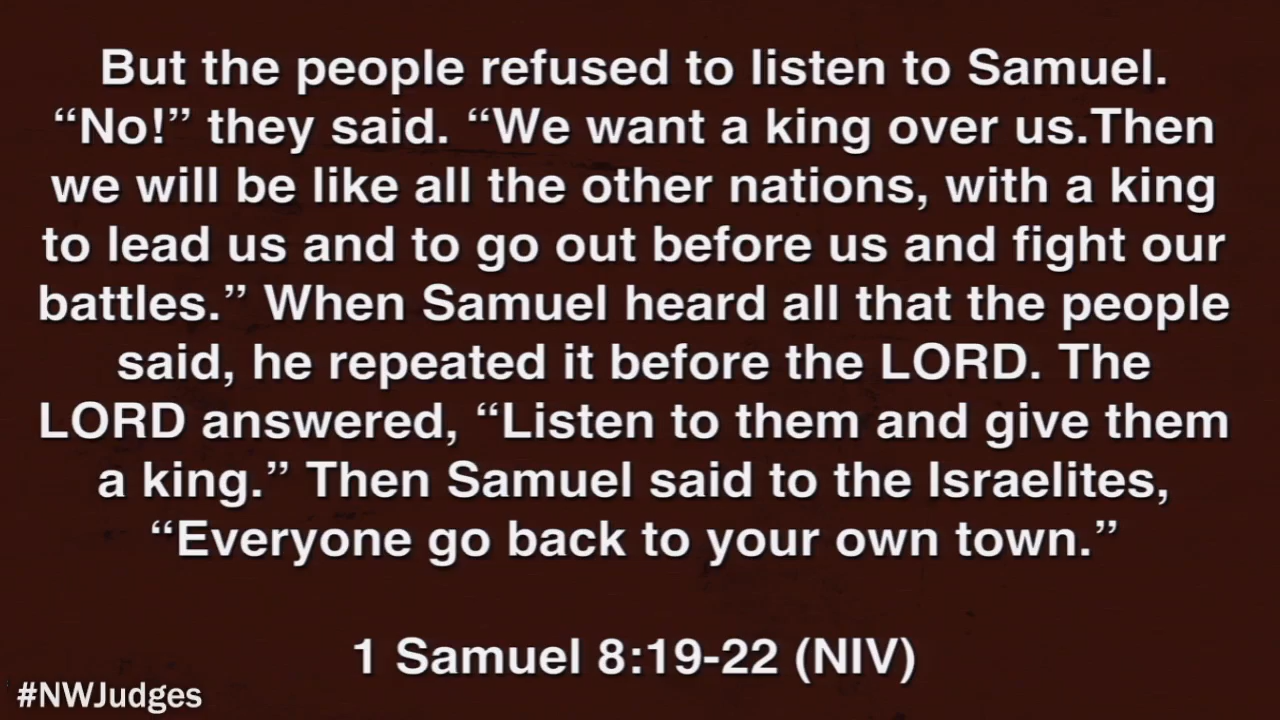 But the people refused to listen to Samuel.
“No!” they said. “We want a king over us.Then
we will be like all the other nations, with a king
to lead us and to go out before us and fight our
battles.” When Samuel heard all that the people
said, he repeated it before the LORD. The
LORD answered, “Listen to them and give them
a king.” Then Samuel said to the Israelites,
“Everyone go back to your own town.”
1 Samuel 8:19-22 (NIV)
#NWJudges